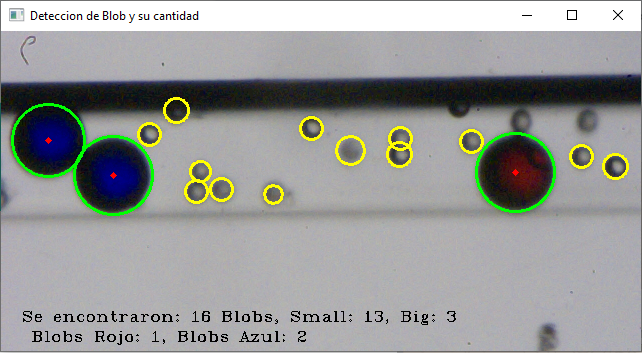 Deteccion de Blob y su cantidad
Se encontraron: 16 Blobs, Small: 13, Big: 3
Blobs Rojo: 1, Blobs Azul: 2